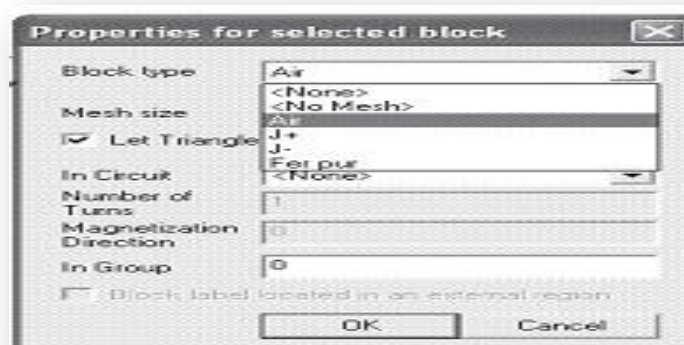 Properties for selected block
Block type
Air
<None>
<No Mesh>
Air
J+
J-
Fer pur
Mesh size
Let Triangle
In Circuit
<None>
Number of
Turns
1
Magnetization
Direction
0
In Group
0
Block label located in an external region
OK
Cancel